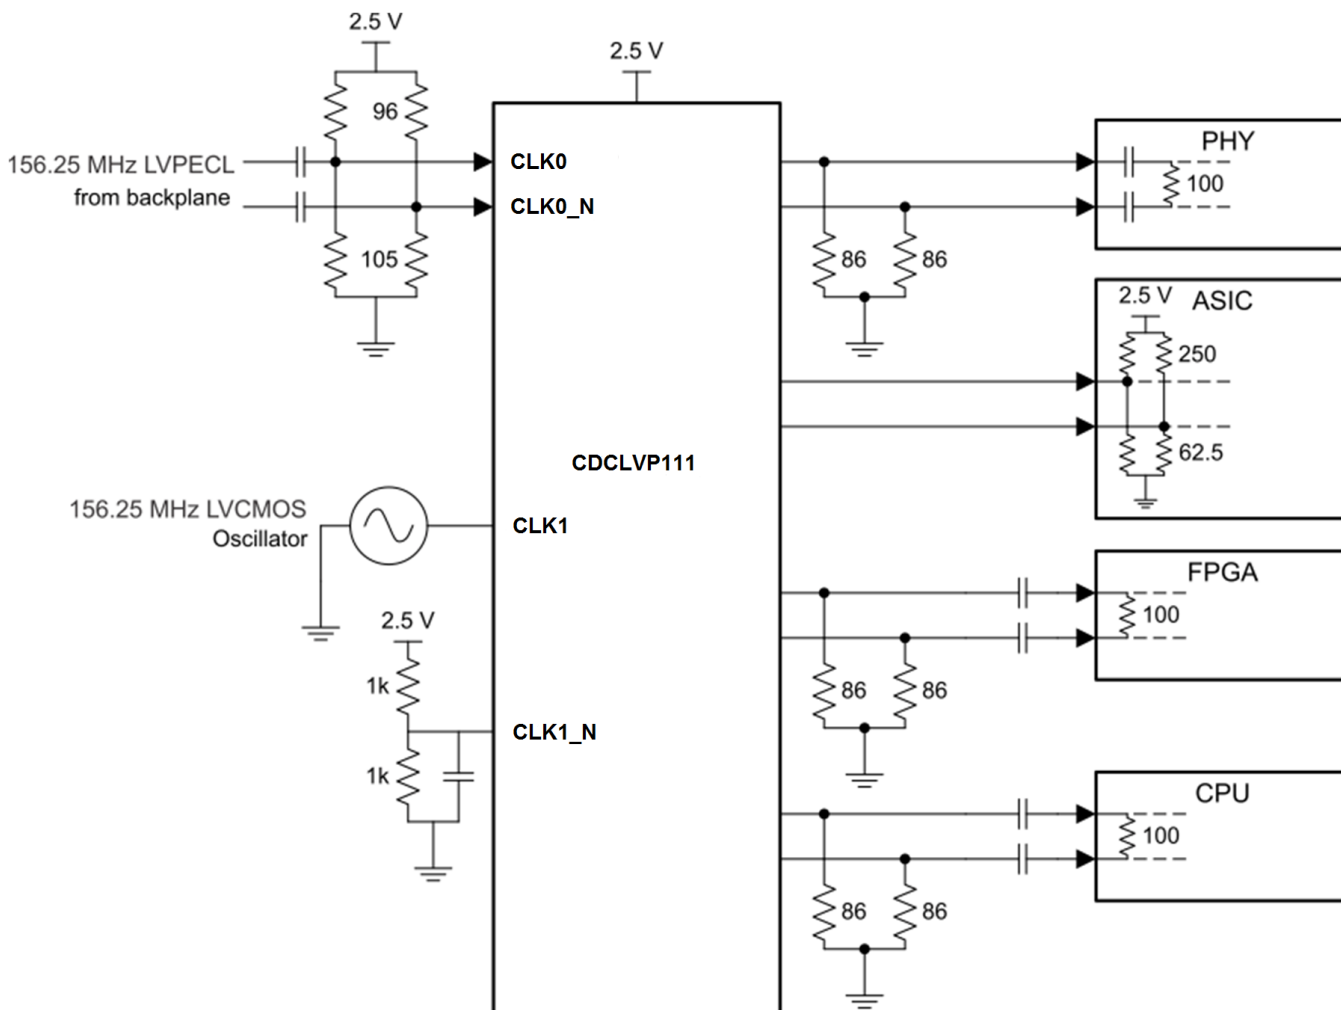 2.5 V
2.5 V
96
156.25 MHz LVPECL
from backplane
CLK0
CLK0_N
105
PHY
100
86
86
2.5 V
ASIC
250
62.5
CDCLVP111
156.25 MHz LVCMOS
Oscillator
CLK1
FPGA
100
2.5 V
1k
86
86
CLK1_N
1k
CPU
100
86
86